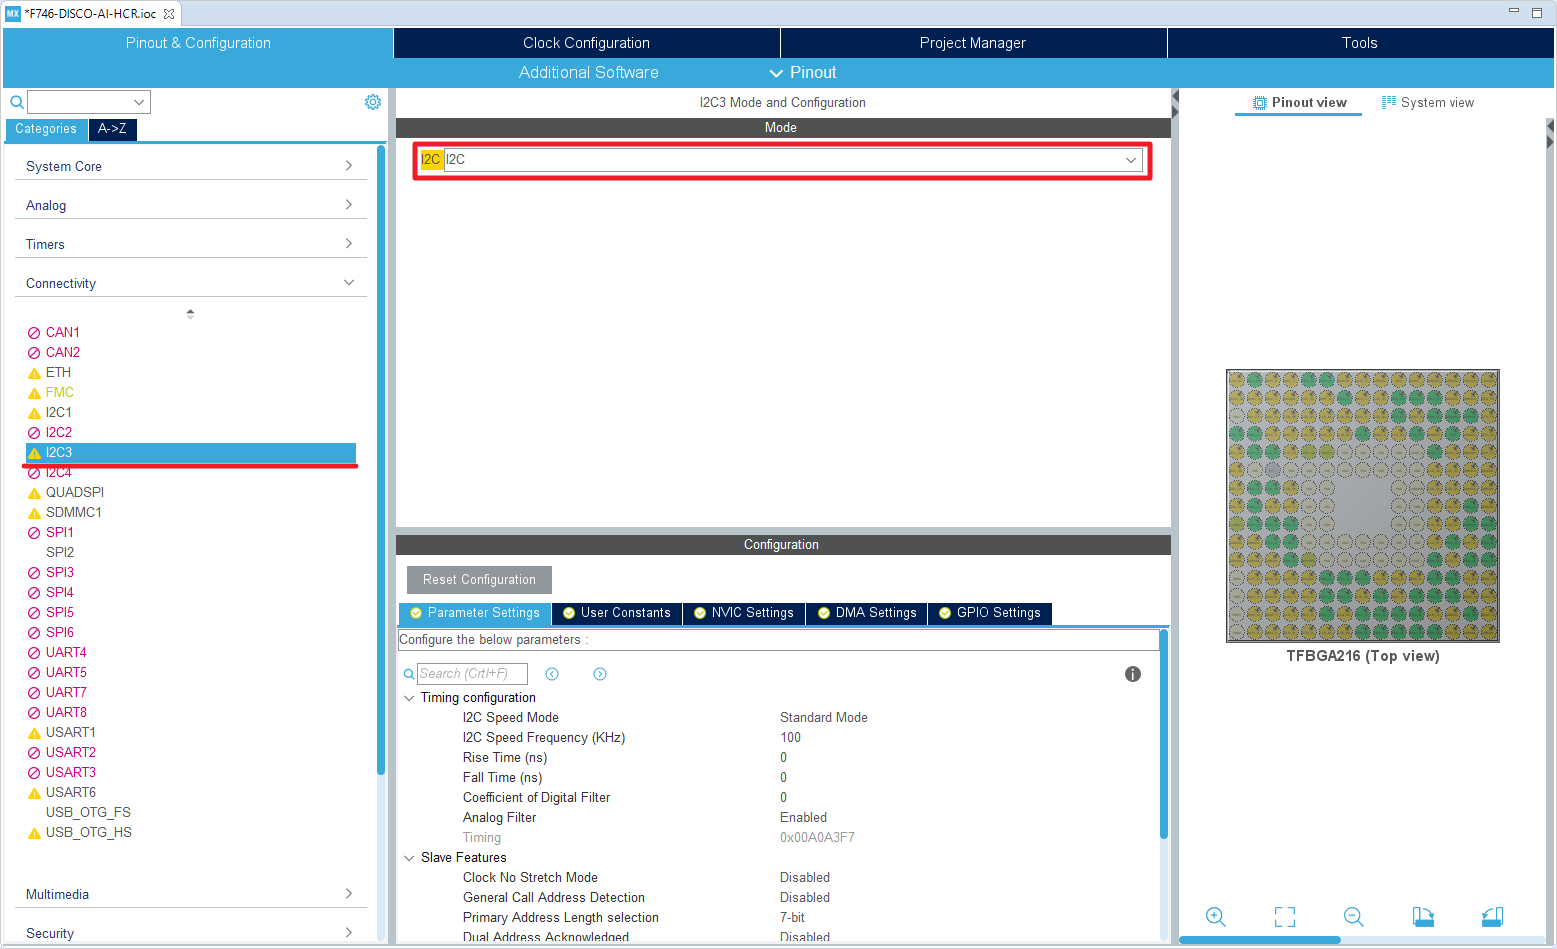 MX *F746-DISCO-AI-HCR.ioc
Pinout & Configuration
Clock Configuration
Project Manager
Tools
Additional Software
Pinout
Categories
A->Z
System Core
Analog
Timers
Connectivity
CAN1
CAN2
ETH
FMC
I2C1
I2C2
I2C3
I2C4
QUADSPI
SDMMC1
SPI1
SPI2
SPI3
SPI4
SPI5
SPI6
UART4
UART5
UART7
UART8
USART1
USART2
USART3
USART6
USB_OTG_FS
USB_OTG_HS
Multimedia
Security
I2C3 Mode and Configuration
Mode
I2C I2C
Configuration
Reset Configuration
Parameter Settings
User Constants
NVIC Settings
DMA Settings
GPIO Settings
Configure the below parameters :
Search (Crtl+F)
Timing configuration
I2C Speed Mode Standard Mode
I2C Speed Frequency (KHz) 100
Rise Time (ns) 0
Fall Time (ns) 0
Coefficient of Digital Filter 0
Analog Filter Enabled
Timing 0x00A0A3F7
Slave Features
Clock No Stretch Mode Disabled
General Call Address Detection Disabled
Primary Address Length selection 7-bit
Dual Address Acknowledged Disabled
Pinout view
System view
TFBGA216 (Top view)